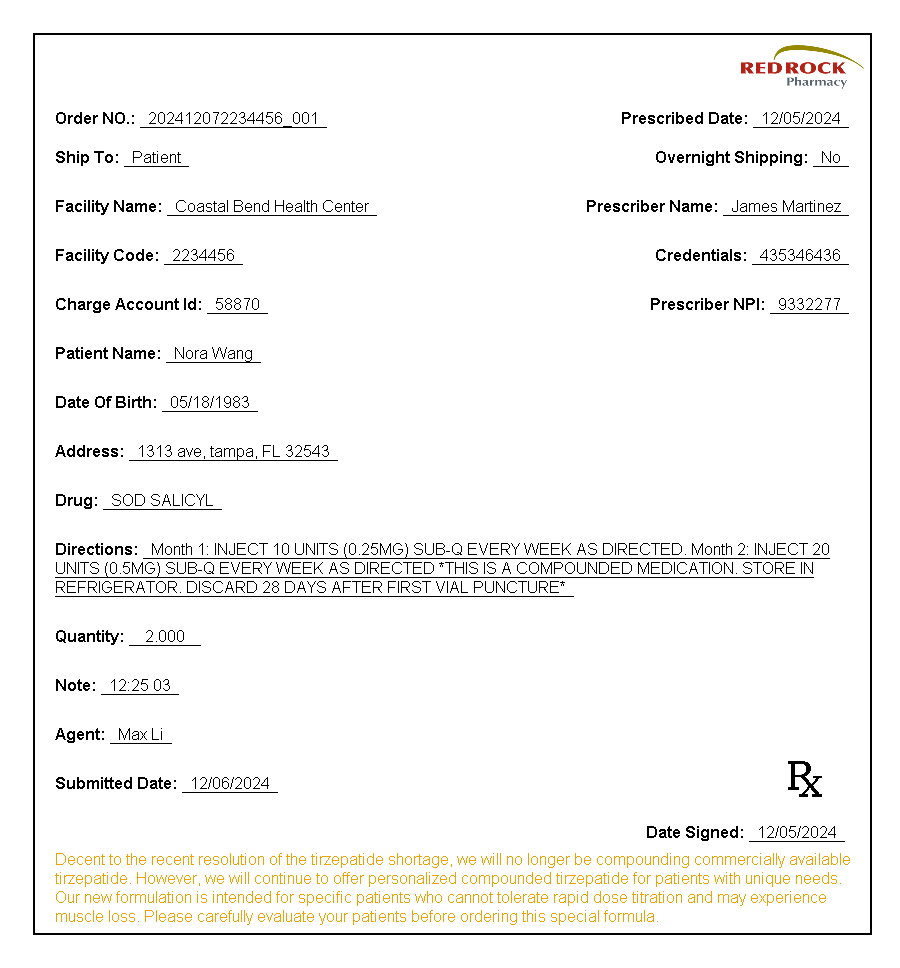 RED ROCK
Pharmacy
Order NO.: 202412072234456_001 Prescribed Date: 12/05/2024
Ship To: Patient Overnight Shipping: No
Facility Name: Coastal Bend Health Center Prescriber Name: James Martinez
Facility Code: 2234456 Credentials: 435346436
Charge Account Id: 58870 Prescriber NPI: 9332277
Patient Name: Nora Wang
Date Of Birth: 05/18/1983
Address: 1313 ave, tampa, FL 32543
Drug: SOD SALICYL
Directions: Month 1: INJECT 10 UNITS (0.25MG) SUB-Q EVERY WEEK AS DIRECTED. Month 2: INJECT 20
UNITS (0.5MG) SUB-Q EVERY WEEK AS DIRECTED *THIS IS A COMPOUNDED MEDICATION. STORE IN
REFRIGERATOR. DISCARD 28 DAYS AFTER FIRST VIAL PUNCTURE*
Quantity: 2.000
Note: 12:25 03
Agent: Max Li
Submitted Date: 12/06/2024
Rx
Date Signed: 12/05/2024
Decent to the recent resolution of the tirzepatide shortage, we will no longer be compounding commercially available
tirzepatide. However, we will continue to offer personalized compounded tirzepatide for patients with unique needs.
Our new formulation is intended for specific patients who cannot tolerate rapid dose titration and may experience
muscle loss. Please carefully evaluate your patients before ordering this special formula.